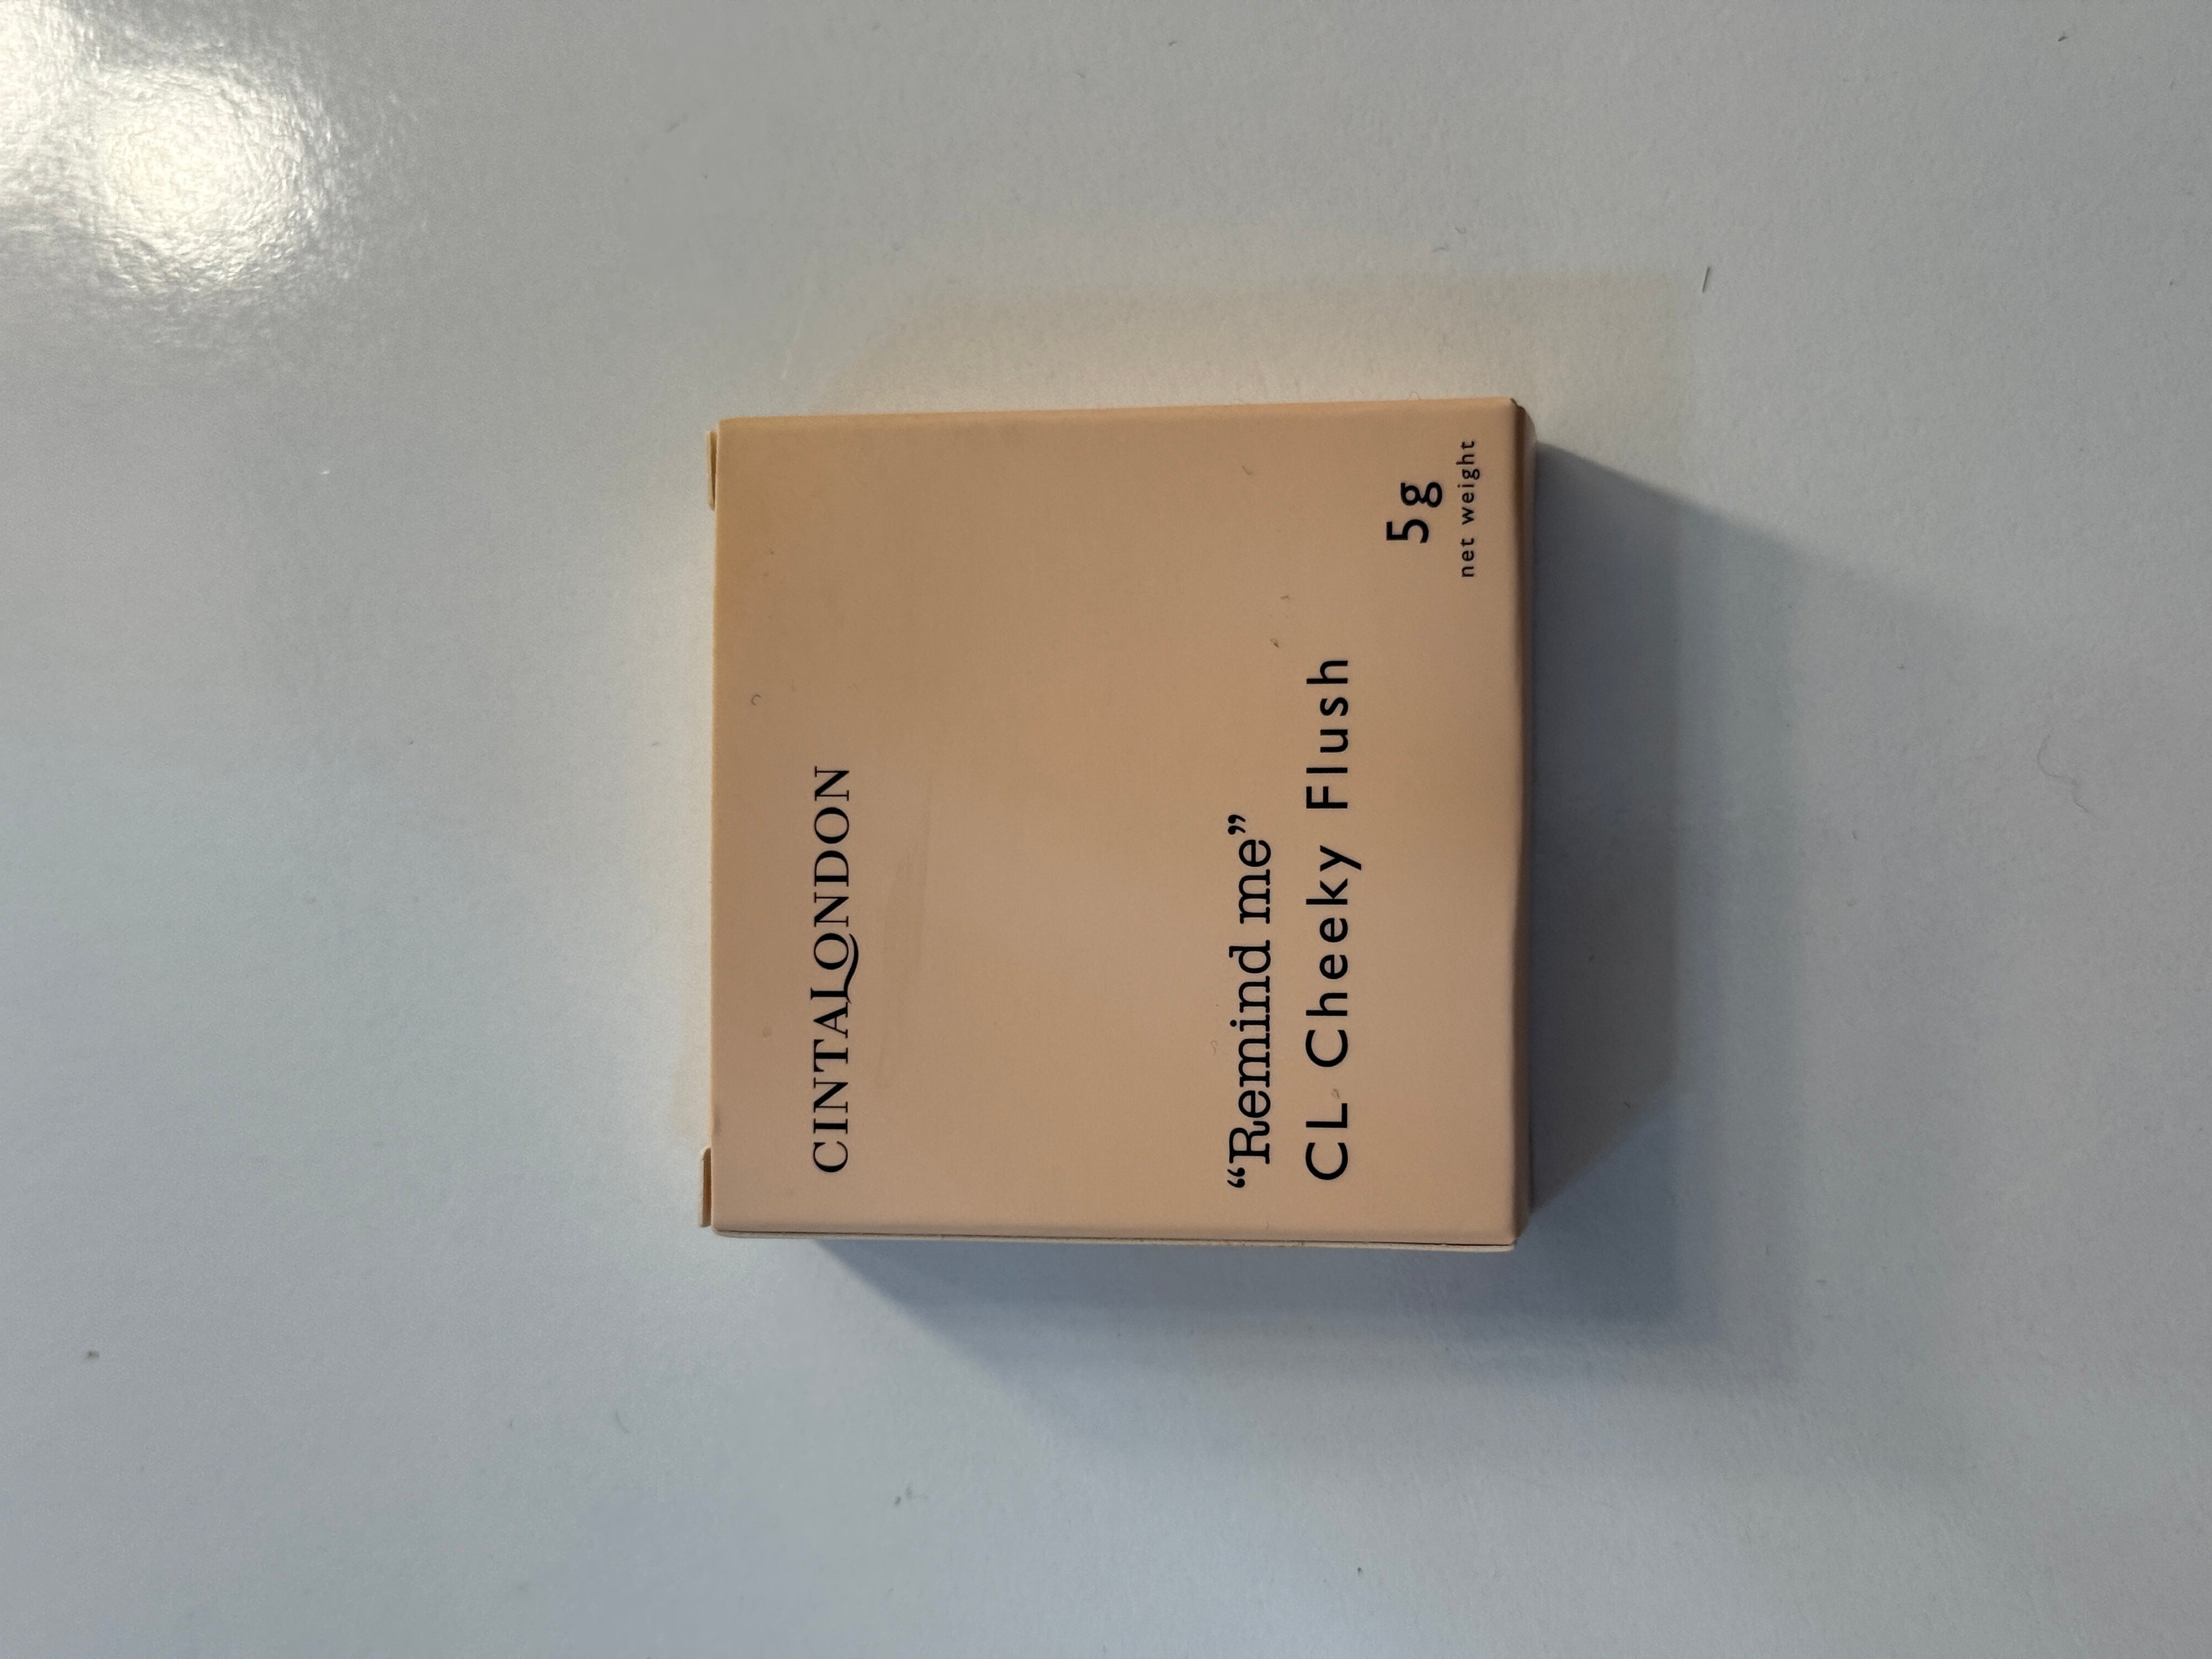 CINTALONDON
“Remind me”
CL Cheeky Flush
5g
net weight